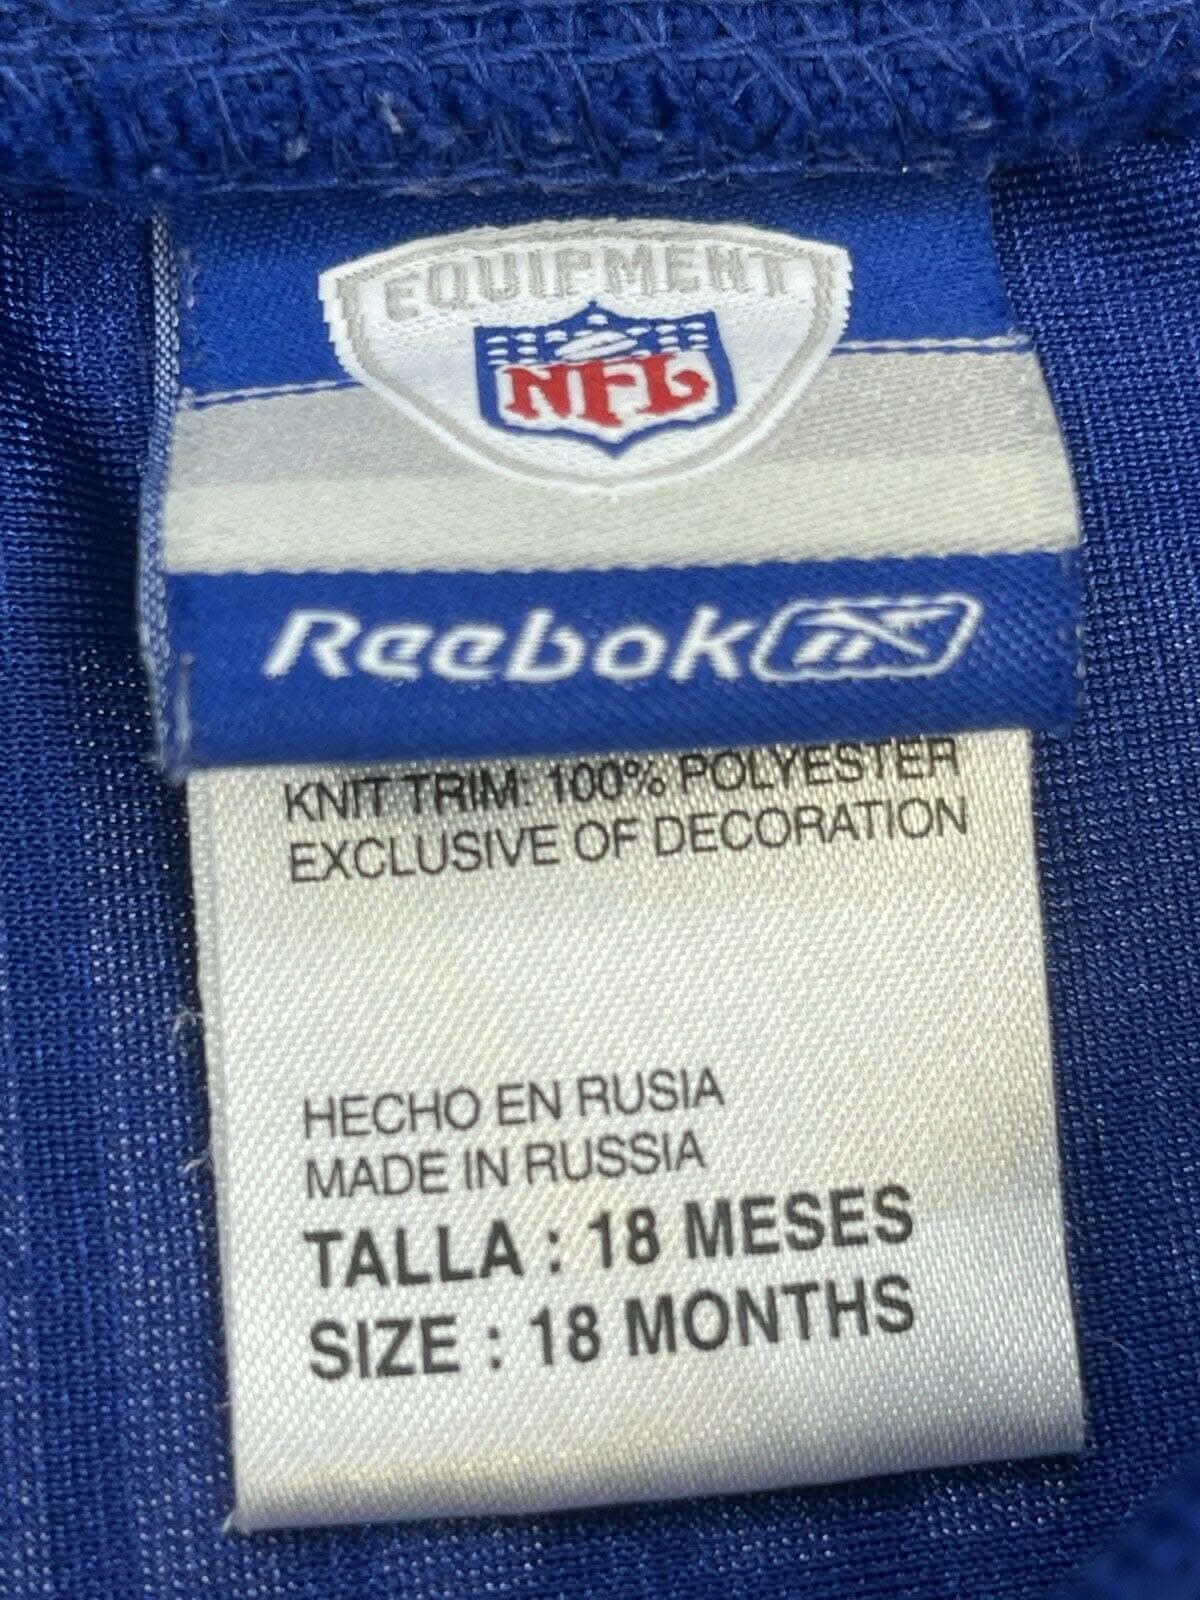 EQUIPMENT
NFL
Reebok
KNIT TRIM: 100% POLYESTER
EXCLUSIVE OF DECORATION
HECHO EN RUSIA
MADE IN RUSSIA
TALLA : 18 MESES
SIZE : 18 MONTHS